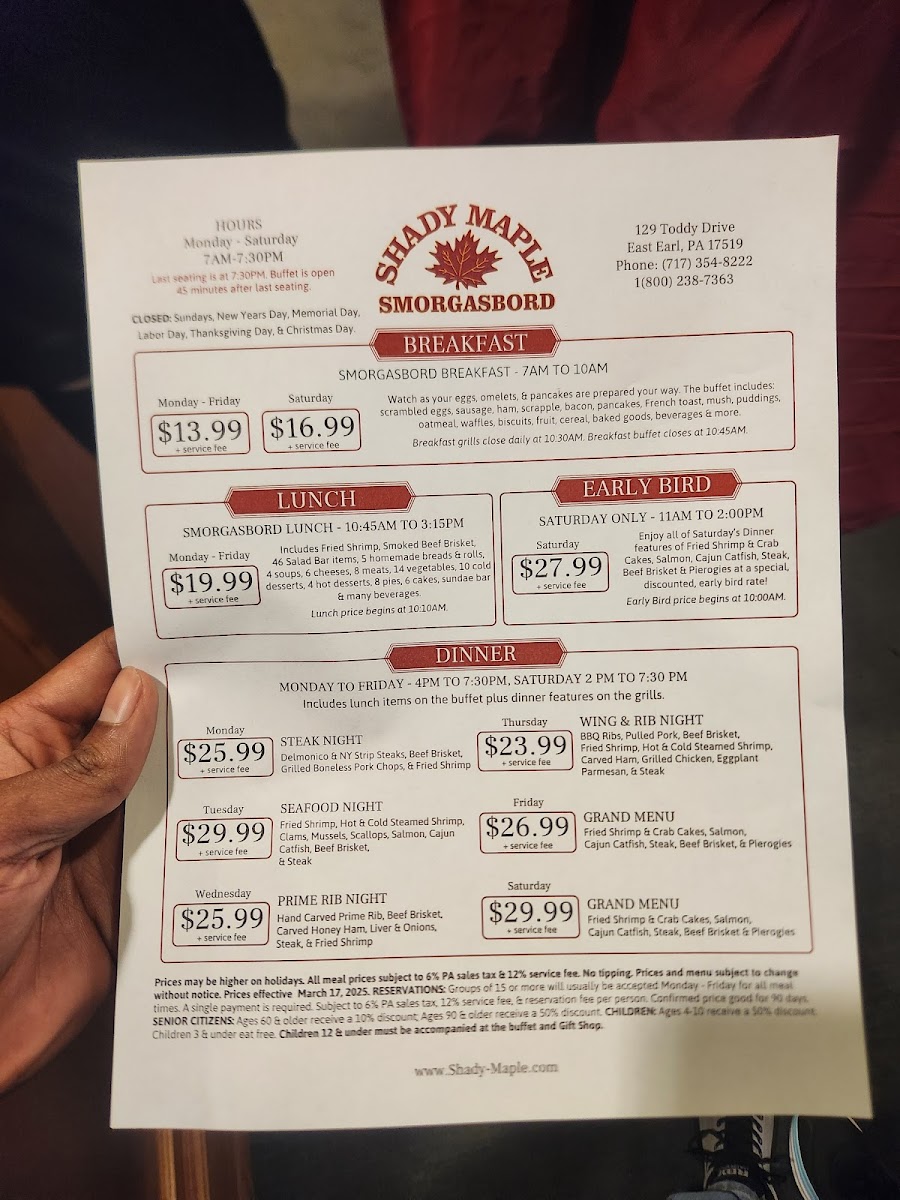 HOURS
Monday - Saturday
7AM-7:30PM
Last seating is at 7:30PM. Buffet is open
45 minutes after last seating.
CLOSED: Sundays, New Years Day, Memorial Day,
Labor Day, Thanksgiving Day, & Christmas Day.
SHADY MAPLE
SMORGASBORD
129 Toddy Drive
East Earl, PA 17519
Phone: (717) 354-8222
1(800) 238-7363
BREAKFAST
SMORGASBORD BREAKFAST - 7AM TO 10AM
Monday - Friday
$13.99
+ service fee
Saturday
$16.99
+ service fee
Watch as your eggs, omelets, & pancakes are prepared your way. The buffet includes:
scrambled eggs, sausage, ham, scrapple, bacon, pancakes, French toast, mush, puddings,
oatmeal, waffles, biscuits, fruit, cereal, baked goods, beverages & more.
Breakfast grills close daily at 10:30AM. Breakfast buffet closes at 10:45AM.
LUNCH
SMORGASBORD LUNCH - 10:45AM TO 3:15PM
Monday - Friday
$19.99
+ service fee
Includes Fried Shrimp, Smoked Beef Brisket,
46 Salad Bar items, 5 homemade breads & rolls,
4 soups, 6 cheeses, 8 meats, 14 vegetables, 10 cold
desserts, 4 hot desserts, 8 pies, 6 cakes, sundae bar
& many beverages.
Lunch price begins at 10:10AM.
EARLY BIRD
SATURDAY ONLY - 11AM TO 2:00PM
Saturday
$27.99
+ service fee
Enjoy all of Saturday's Dinner
features of Fried Shrimp & Crab
Cakes, Salmon, Cajun Catfish, Steak,
Beef Brisket & Pierogies at a special,
discounted, early bird rate!
Early Bird price begins at 10:00AM.
DINNER
MONDAY TO FRIDAY - 4PM TO 7:30PM, SATURDAY 2 PM TO 7:30 PM
Includes lunch items on the buffet plus dinner features on the grills.
Monday
$25.99
+ service fee
STEAK NIGHT
Delmonico & NY Strip Steaks, Beef Brisket,
Grilled Boneless Pork Chops, & Fried Shrimp
Thursday
$23.99
+ service fee
WING & RIB NIGHT
BBQ Ribs, Pulled Pork, Beef Brisket,
Fried Shrimp, Hot & Cold Steamed Shrimp,
Carved Ham, Grilled Chicken, Eggplant
Parmesan, & Steak
Tuesday
$29.99
+ service fee
SEAFOOD NIGHT
Fried Shrimp, Hot & Cold Steamed Shrimp,
Clams, Mussels, Scallops, Salmon, Cajun
Catfish, Beef Brisket,
& Steak
Friday
$26.99
+ service fee
GRAND MENU
Fried Shrimp & Crab Cakes, Salmon,
Cajun Catfish, Steak, Beef Brisket, & Pierogies
Wednesday
$25.99
+ service fee
PRIME RIB NIGHT
Hand Carved Prime Rib, Beef Brisket,
Carved Honey Ham, Liver & Onions,
Steak, & Fried Shrimp
Saturday
$29.99
+ service fee
GRAND MENU
Fried Shrimp & Crab Cakes, Salmon,
Cajun Catfish, Steak, Beef Brisket & Pierogies
Prices may be higher on holidays. All meal prices subject to 6% PA sales tax & 12% service fee. No tipping. Prices and menu subject to change
without notice. Prices effective March 17, 2025. RESERVATIONS: Groups of 15 or more will usually be accepted Monday - Friday for all meal
times. A single payment is required. Subject to 6% PA sales tax, 12% service fee, & reservation fee per person. Confirmed price good for 90 days.
SENIOR CITIZENS: Ages 60 & older receive a 10% discount; Ages 90 & older receive a 50% discount. CHILDREN: Ages 4-10 receive a 50% discount;
Children 3 & under eat free. Children 12 & under must be accompanied at the buffet and Gift Shop.
www.Shady-Maple.com